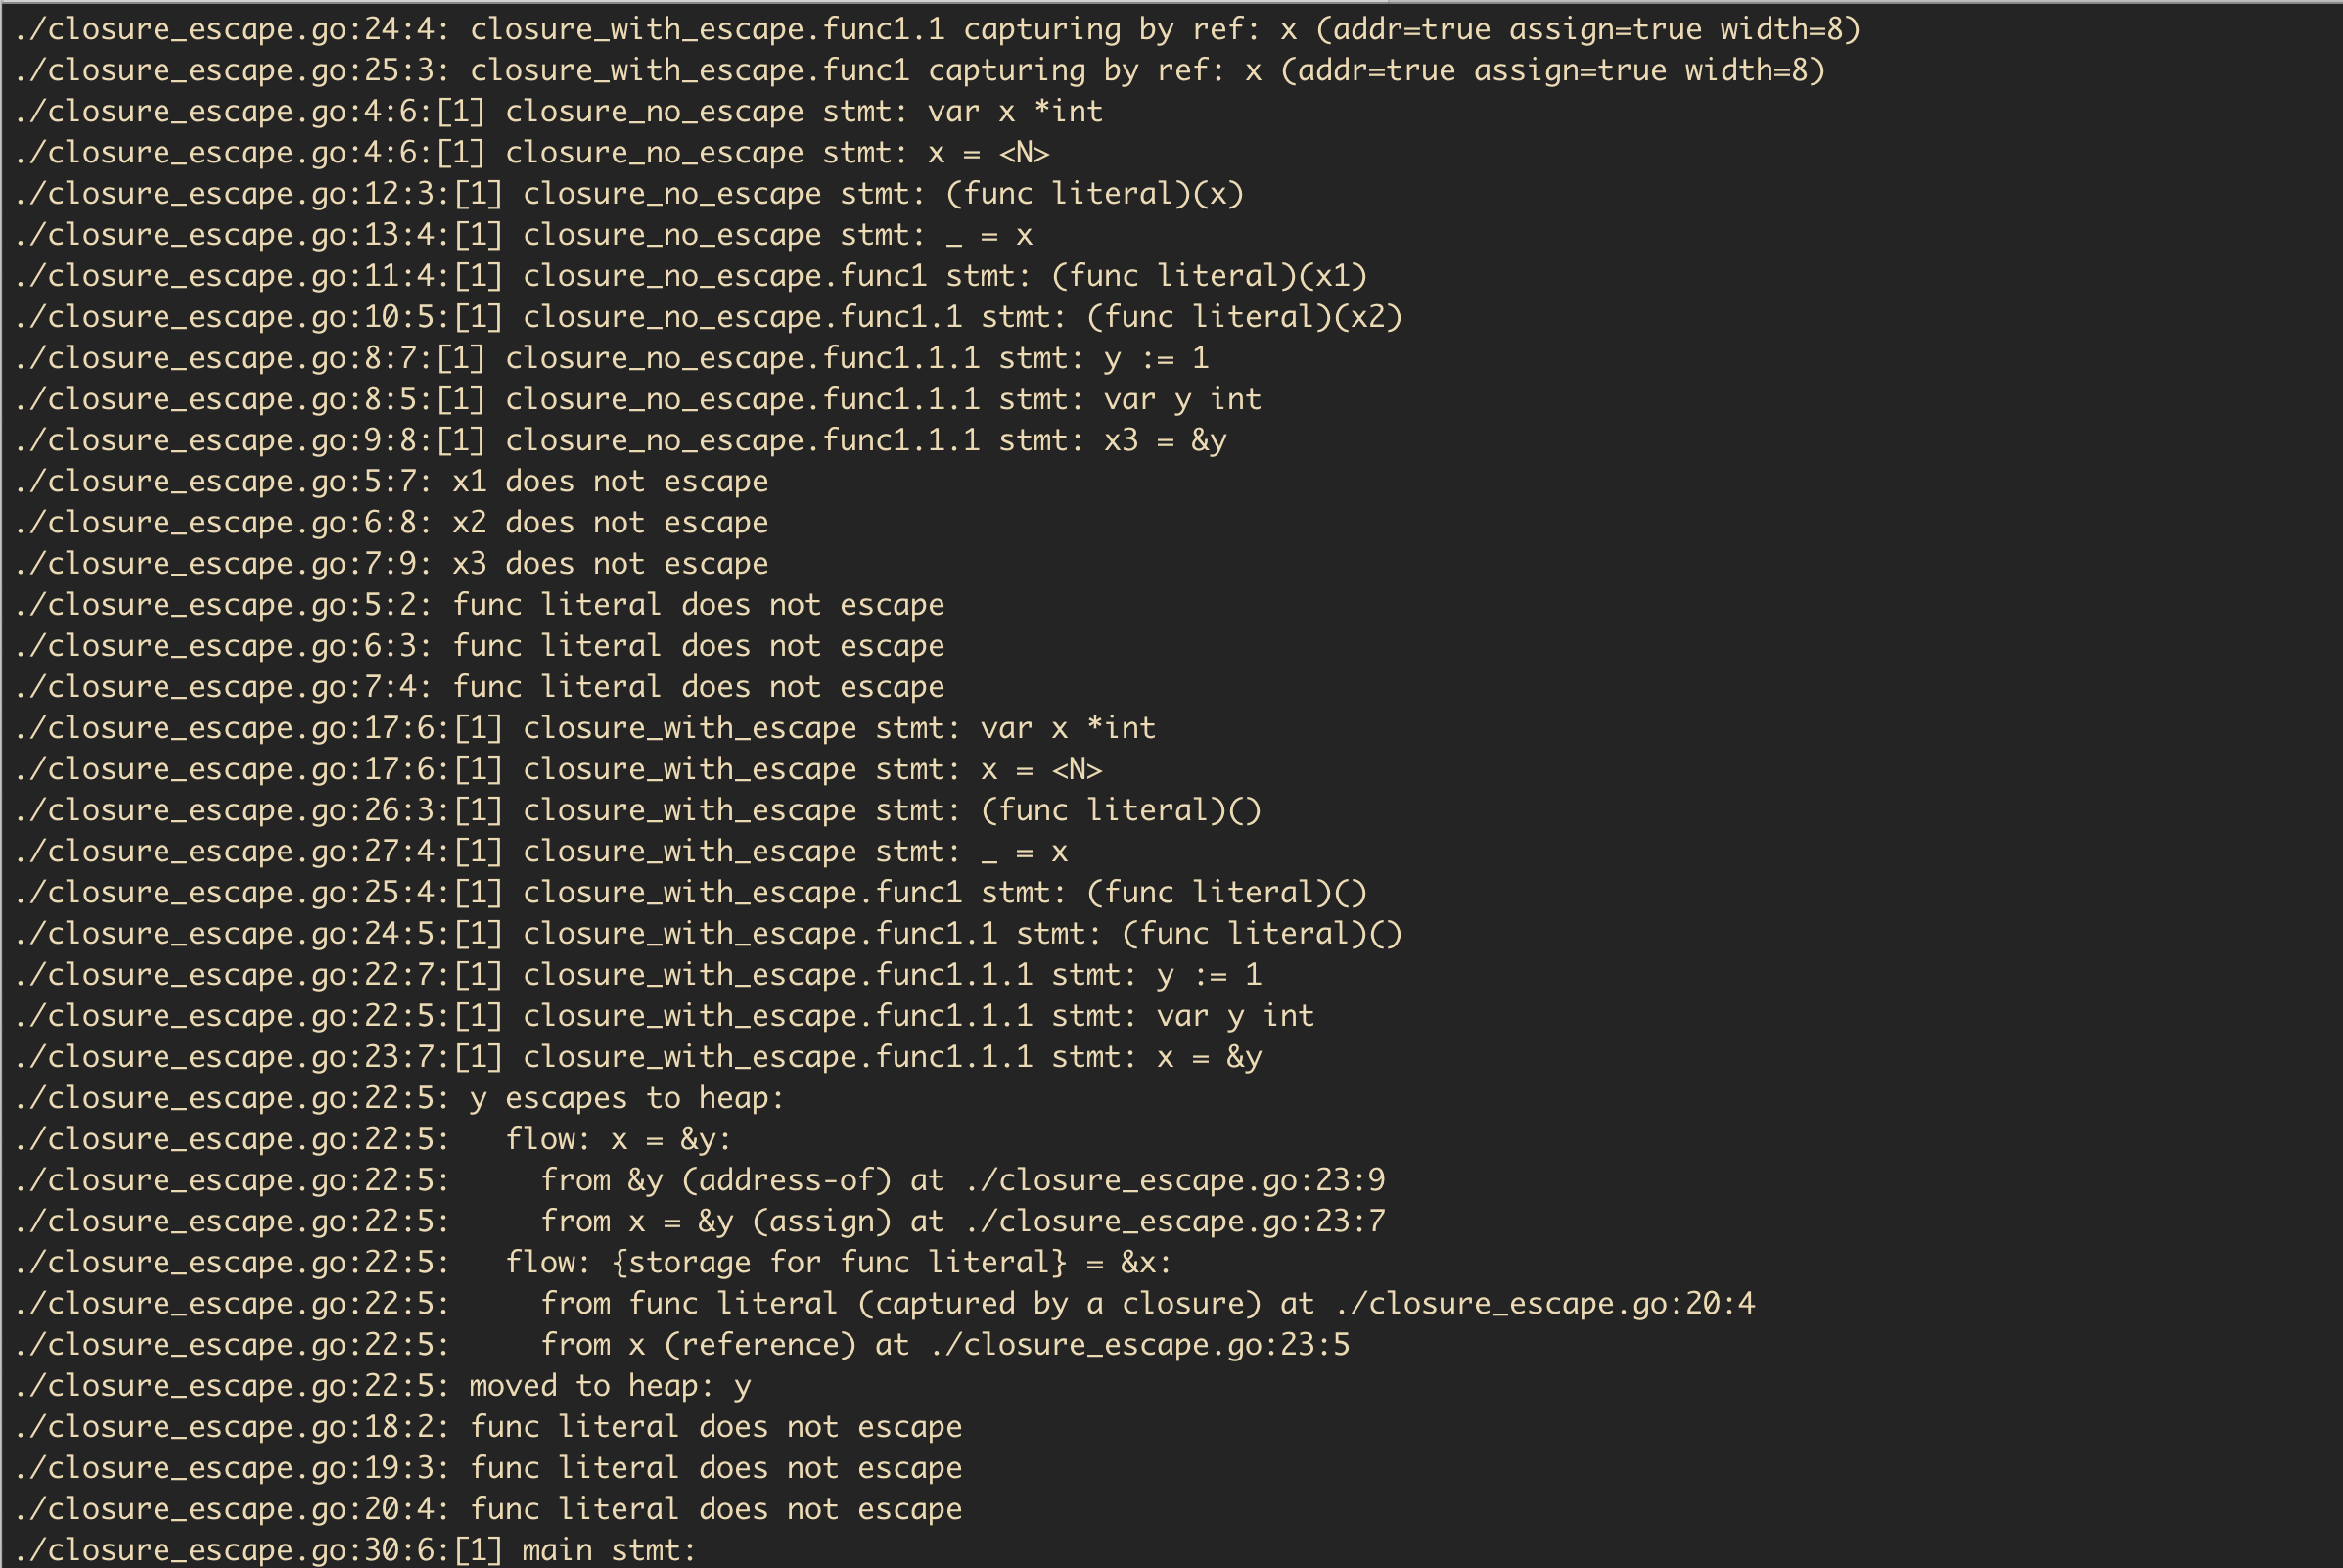 ./closure_escape.go:24:4: closure_with_escape.func1.1 capturing by ref: x (addr=true assign=true width=8)
./closure_escape.go:25:3: closure_with_escape.func1 capturing by ref: x (addr=true assign=true width=8)
./closure_escape.go:4:6:[1] closure_no_escape stmt: var x *int
./closure_escape.go:4:6:[1] closure_no_escape stmt: x = <N>
./closure_escape.go:12:3:[1] closure_no_escape stmt: (func literal)(x)
./closure_escape.go:13:4:[1] closure_no_escape stmt: _ = x
./closure_escape.go:11:4:[1] closure_no_escape.func1 stmt: (func literal)(x1)
./closure_escape.go:10:5:[1] closure_no_escape.func1.1 stmt: (func literal)(x2)
./closure_escape.go:8:7:[1] closure_no_escape.func1.1.1 stmt: y := 1
./closure_escape.go:8:5:[1] closure_no_escape.func1.1.1 stmt: var y int
./closure_escape.go:9:8:[1] closure_no_escape.func1.1.1 stmt: x3 = &y
./closure_escape.go:5:7: x1 does not escape
./closure_escape.go:6:8: x2 does not escape
./closure_escape.go:7:9: x3 does not escape
./closure_escape.go:5:2: func literal does not escape
./closure_escape.go:6:3: func literal does not escape
./closure_escape.go:7:4: func literal does not escape
./closure_escape.go:17:6:[1] closure_with_escape stmt: var x *int
./closure_escape.go:17:6:[1] closure_with_escape stmt: x = <N>
./closure_escape.go:26:3:[1] closure_with_escape stmt: (func literal)()
./closure_escape.go:27:4:[1] closure_with_escape stmt: _ = x
./closure_escape.go:25:4:[1] closure_with_escape.func1 stmt: (func literal)()
./closure_escape.go:24:5:[1] closure_with_escape.func1.1 stmt: (func literal)()
./closure_escape.go:22:7:[1] closure_with_escape.func1.1.1 stmt: y := 1
./closure_escape.go:22:5:[1] closure_with_escape.func1.1.1 stmt: var y int
./closure_escape.go:23:7:[1] closure_with_escape.func1.1.1 stmt: x = &y
./closure_escape.go:22:5: y escapes to heap:
./closure_escape.go:22:5:   flow: x = &y:
./closure_escape.go:22:5:     from &y (address-of) at ./closure_escape.go:23:9
./closure_escape.go:22:5:     from x = &y (assign) at ./closure_escape.go:23:7
./closure_escape.go:22:5:   flow: {storage for func literal} = &x:
./closure_escape.go:22:5:     from func literal (captured by a closure) at ./closure_escape.go:20:4
./closure_escape.go:22:5:     from x (reference) at ./closure_escape.go:23:5
./closure_escape.go:22:5: moved to heap: y
./closure_escape.go:18:2: func literal does not escape
./closure_escape.go:19:3: func literal does not escape
./closure_escape.go:20:4: func literal does not escape
./closure_escape.go:30:6:[1] main stmt: